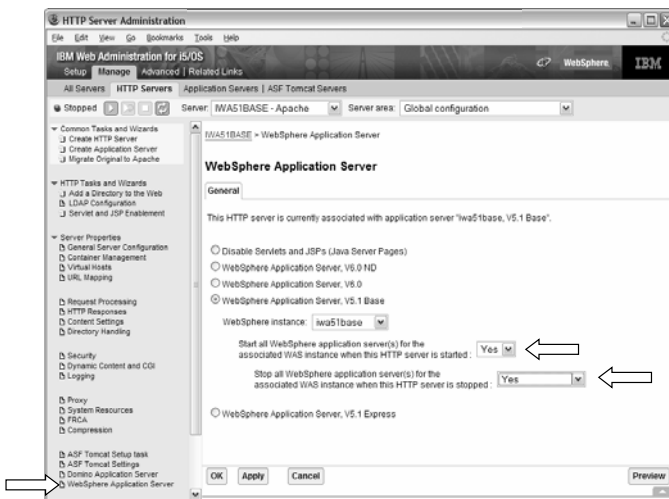 HTTP Server Administration
File Edit View Go Bookmarks Tools Help
IBM Web Administration for i5/OS
WebSphere. IBM
Setup Manage Advanced | Related Links
All Servers HTTP Servers Application Servers | ASF Tomcat Servers
Stopped Server: IWA51BASE - Apache Server area: Global configuration
Common Tasks and Wizards
Create HTTP Server
Create Application Server
Migrate Original to Apache
HTTP Tasks and Wizards
Add a Directory to the Web
LDAP Configuration
Servlet and JSP Enablement
Server Properties
General Server Configuration
Container Management
Virtual Hosts
URL Mapping
Request Processing
HTTP Responses
Content Settings
Directory Handling
Security
Dynamic Content and CGI
Logging
Proxy
System Resources
FRCA
Compression
ASF Tomcat Setup task
ASF Tomcat Settings
Domino Application Server
WebSphere Application Server
IWA51BASE > WebSphere Application Server
WebSphere Application Server
General
This HTTP server is currently associated with application server "iwa51base, V5.1 Base".
Disable Servlets and JSPs (Java Server Pages)
WebSphere Application Server, V6.0 ND
WebSphere Application Server, V6.0
WebSphere Application Server, V5.1 Base
WebSphere instance: iwa51base
Start all WebSphere application server(s) for the
associated WAS instance when this HTTP server is started : Yes
Stop all WebSphere application server(s) for the
associated WAS instance when this HTTP server is stopped : Yes
WebSphere Application Server, V5.1 Express
OK Apply Cancel Preview